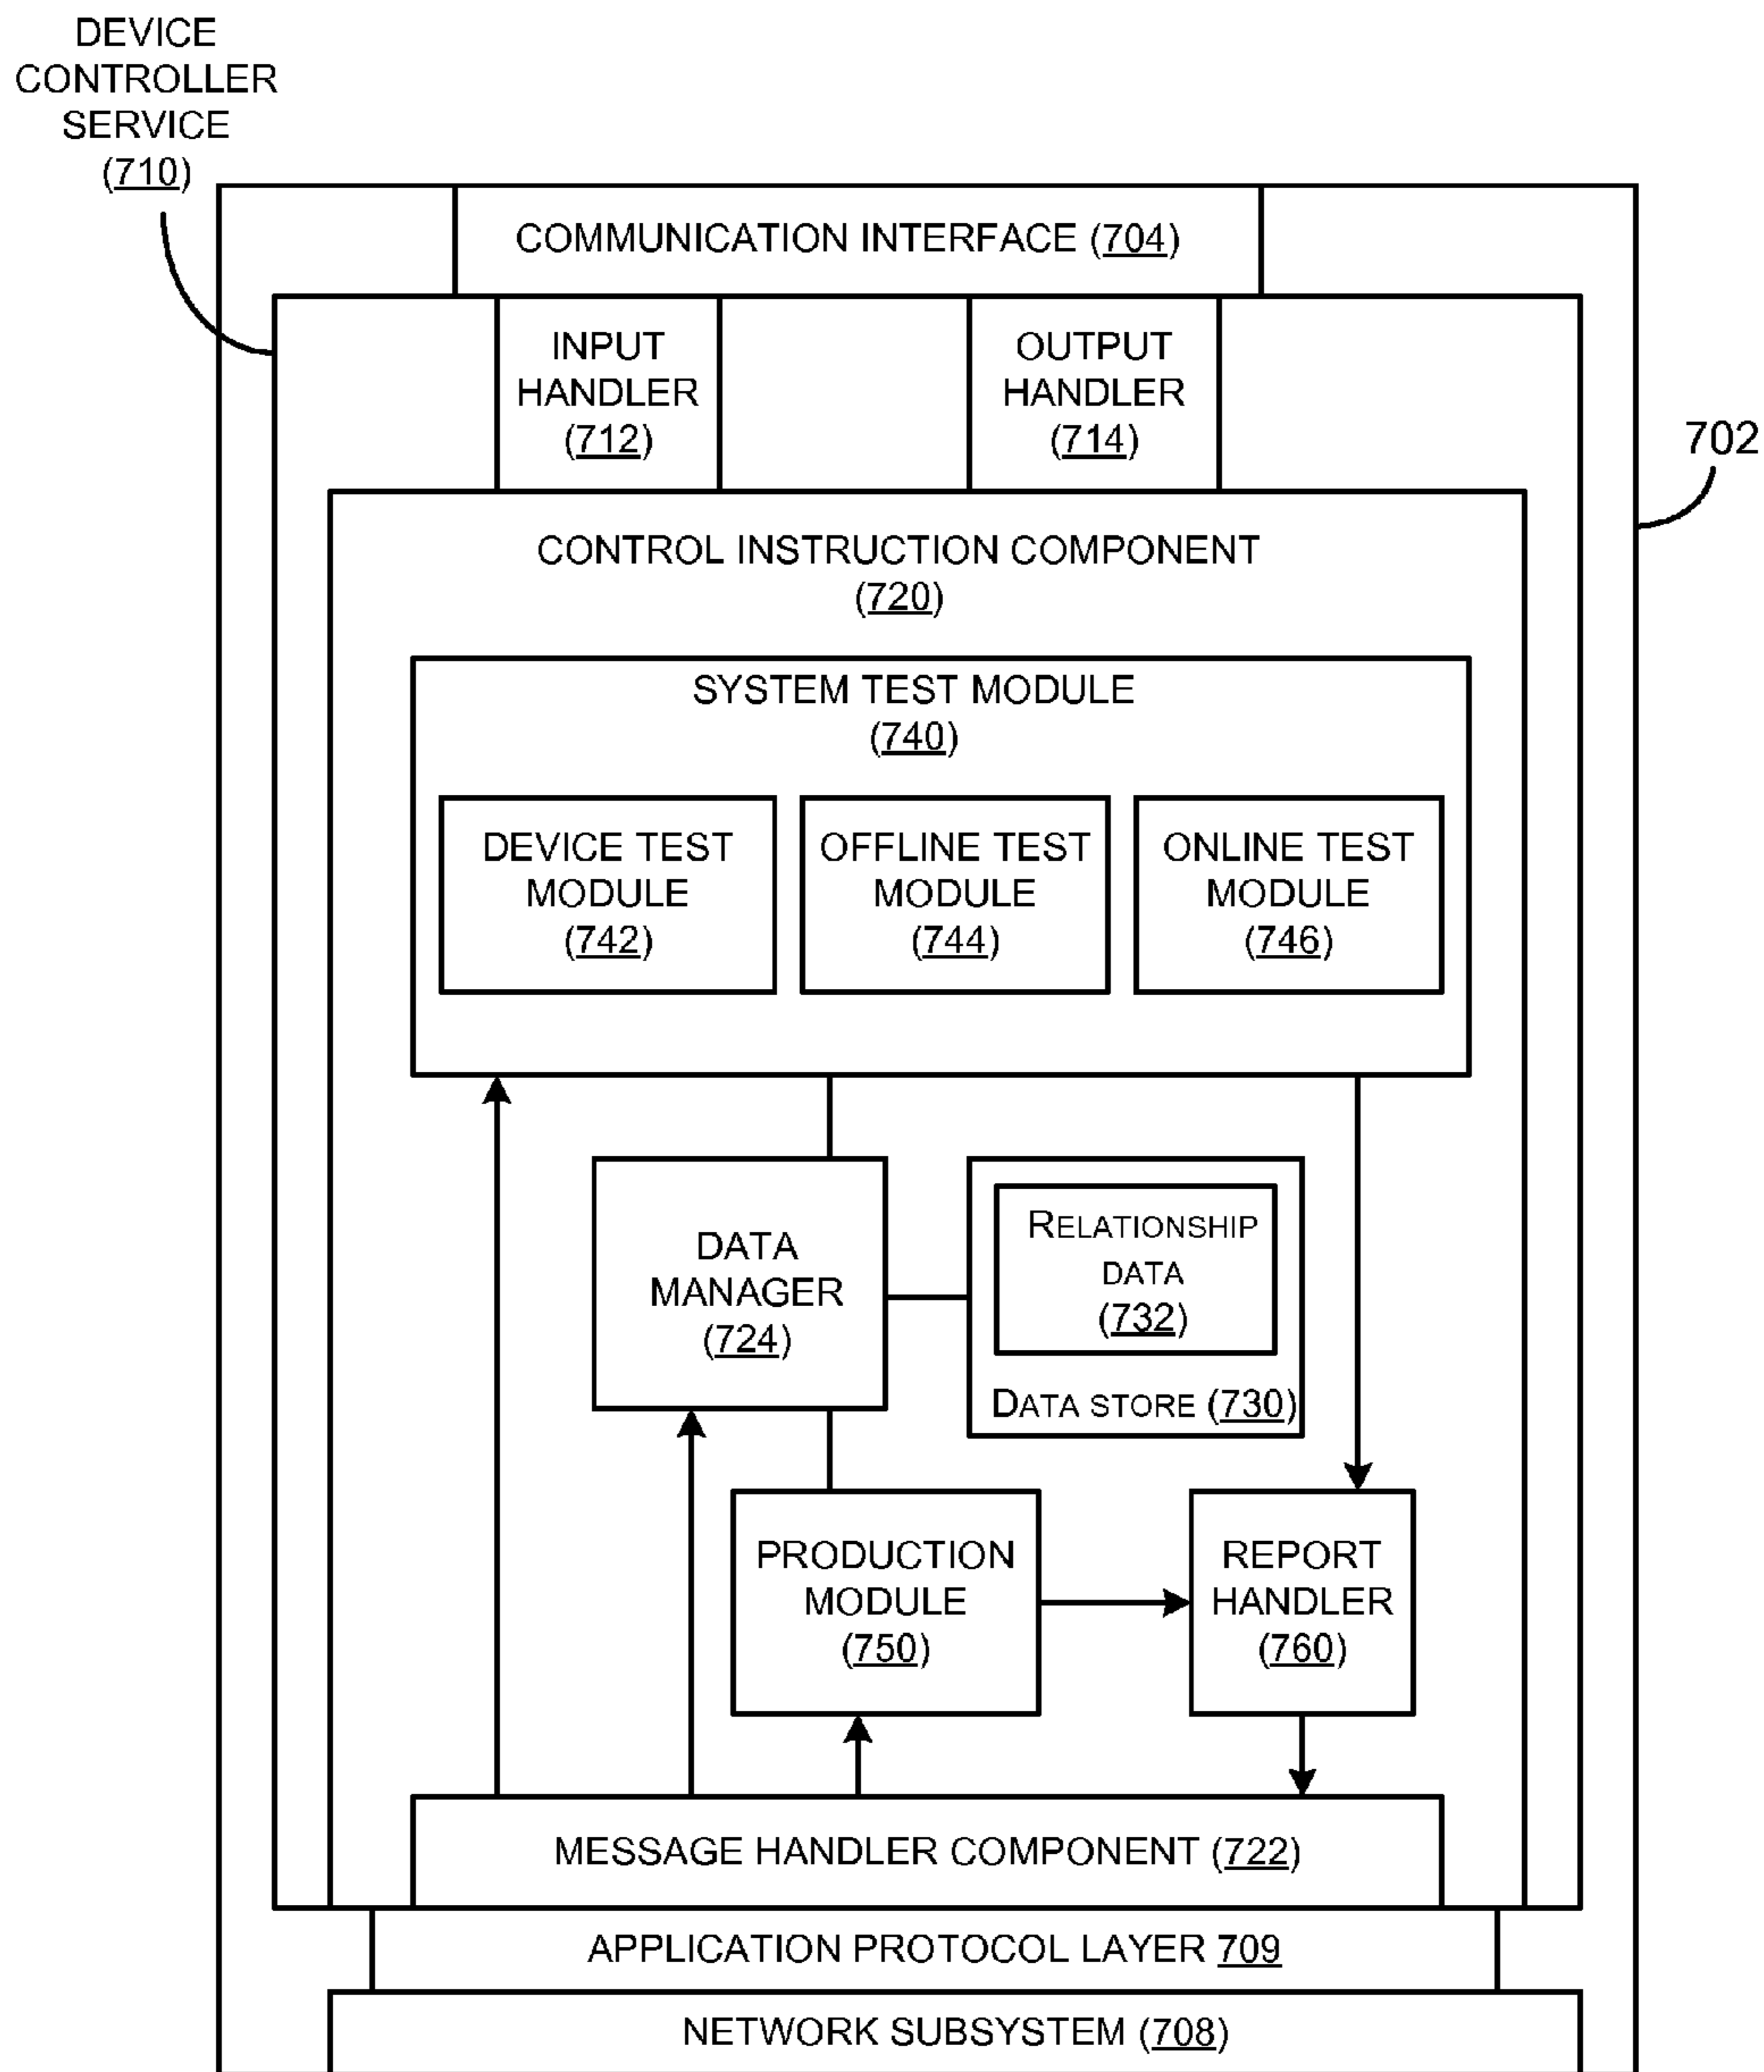 DEVICE
CONTROLLER
SERVICE
(710)
COMMUNICATION INTERFACE (704)
INPUT
HANDLER
(712)
OUTPUT
HANDLER
(714)
702
CONTROL INSTRUCTION COMPONENT
(720)
SYSTEM TEST MODULE
(740)
DEVICE TEST
MODULE
(742)
OFFLINE TEST
MODULE
(744)
ONLINE TEST
MODULE
(746)
DATA
MANAGER
(724)
RELATIONSHIP
DATA
(732)
DATA STORE (730)
PRODUCTION
MODULE
(750)
REPORT
HANDLER
(760)
MESSAGE HANDLER COMPONENT (722)
APPLICATION PROTOCOL LAYER 709
NETWORK SUBSYSTEM (708)